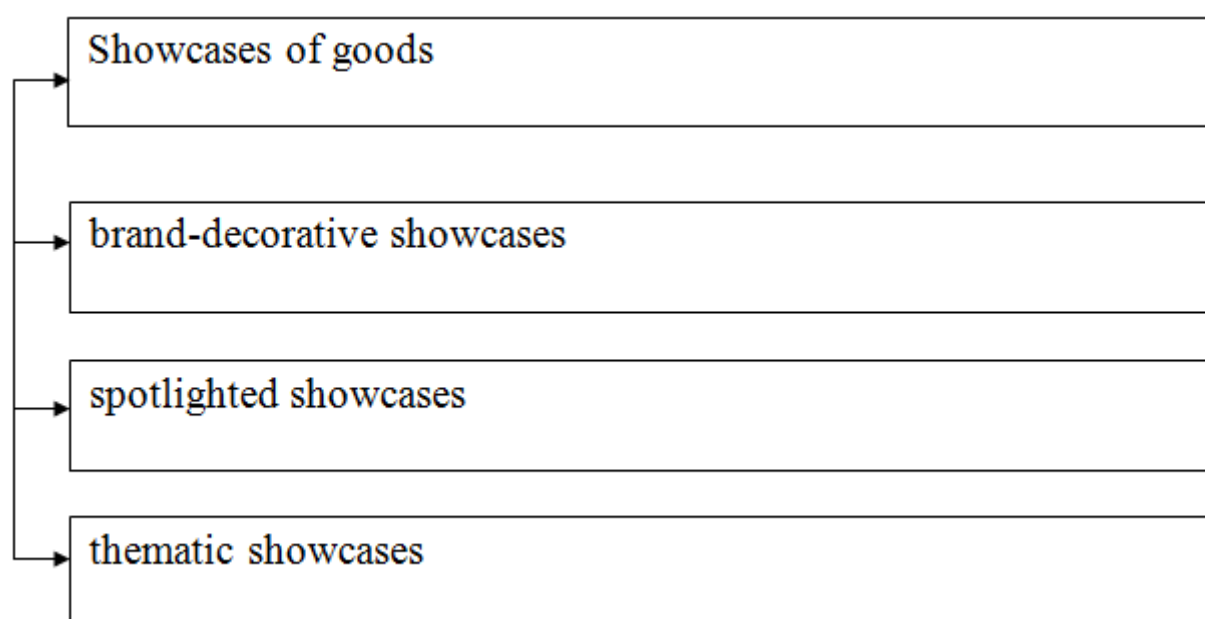 Showcases of goods
brand-decorative showcases
spotlighted showcases
thematic showcases